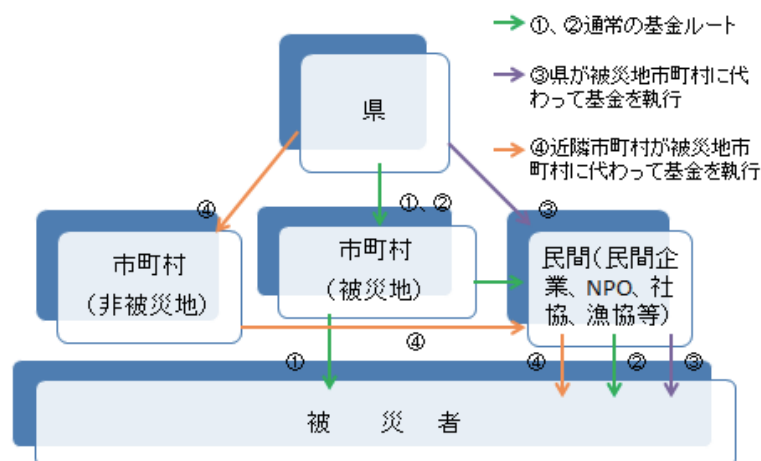 ①、②通常の基金ルート
③県が被災地市町村に代
わって基金を執行
④近隣市町村が被災地市
町村に代わって基金を執行
県
④
①、②
③
市町村
(非被災地)
市町村
(被災地)
民間(民間企
業、NPO、社
協、漁協等)
④
①
④
②
③
被 災 者